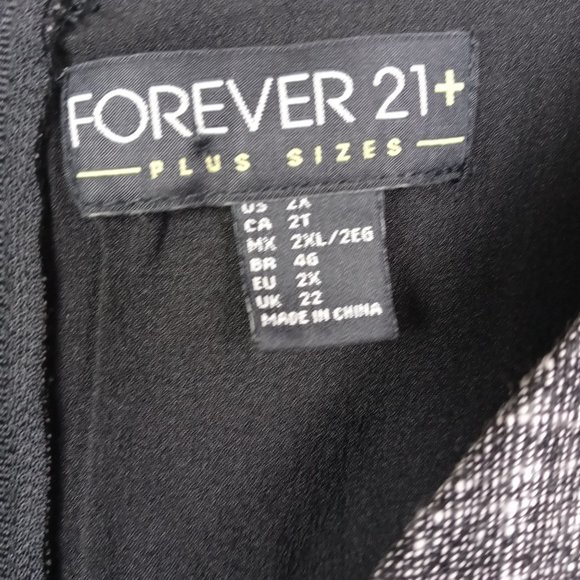 FOREVER 21+
PLUS SIZES
US 2X
CA 2T
MX 2XL/2EG
BR 46
EU 2X
UK 22
MADE IN CHINA